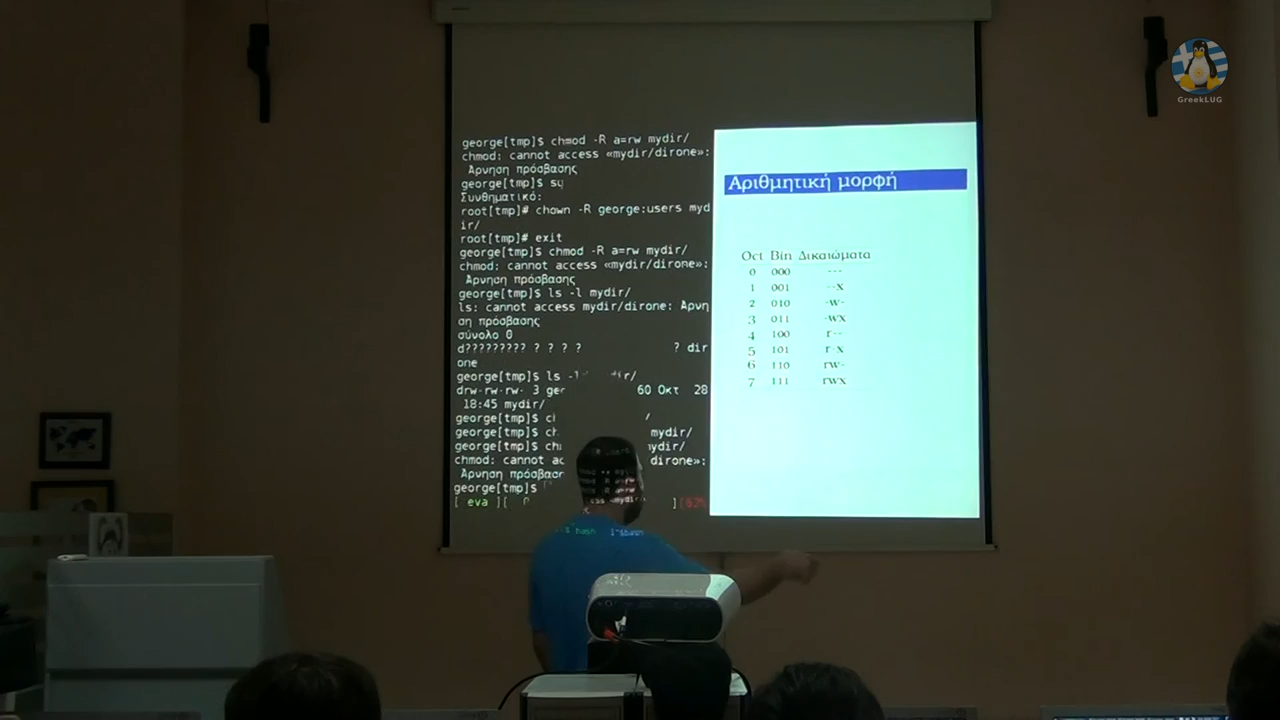 GreekLUG
george[tmp]$ chmod -R a=rw mydir/
chmod: cannot access «mydir/dirone»:
Άρνηση πρόσβασης
george[tmp]$ su
Συνθηματικό:
root[tmp]# chown -R george:users myd
ir/
root[tmp]# exit
george[tmp]$ chmod -R a=rw mydir/
chmod: cannot access «mydir/dirone»:
Άρνηση πρόσβασης
george[tmp]$ ls -l mydir/
ls: cannot access mydir/dirone: Άρνη
ση πρόσβασης
σύνολο 0
d????????? ? ? ? ? ? dir
one
george[tmp]$ ls
drw-rw-rw- 3 60 Οκτ 28
18:45 mydir/
george[tmp]$
george[tmp]$ mydir/
george[tmp]$
chmod: cannot dirone»:
Άρνηση
george[tmp]$
[ eva ][
Αριθμητική μορφή
Oct Bin Δικαιώματα
0 000 ---
1 001 --x
2 010 -w-
3 011 -wx
4 100 r--
5 101 r-x
6 110 rw-
7 111 rwx